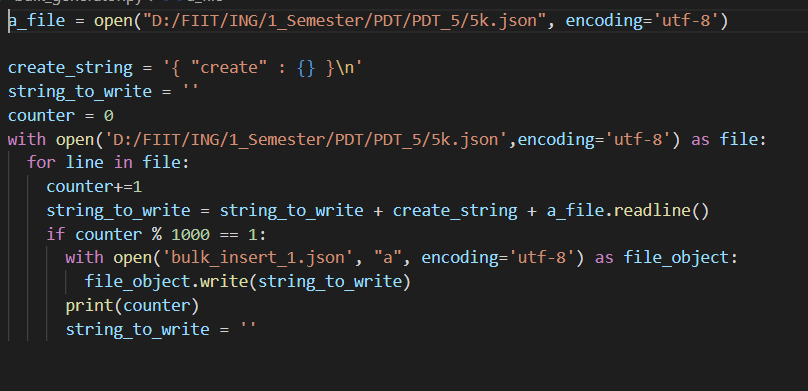 a_file = open("D:/FIIT/ING/1_Semester/PDT/PDT_5/5k.json", encoding='utf-8')
create_string = '{ "create" : {} }\n'
string_to_write = ''
counter = 0
with open('D:/FIIT/ING/1_Semester/PDT/PDT_5/5k.json',encoding='utf-8') as file:
for line in file:
counter+=1
string_to_write = string_to_write + create_string + a_file.readline()
if counter % 1000 == 1:
with open('bulk_insert_1.json', "a", encoding='utf-8') as file_object:
file_object.write(string_to_write)
print(counter)
string_to_write = ''